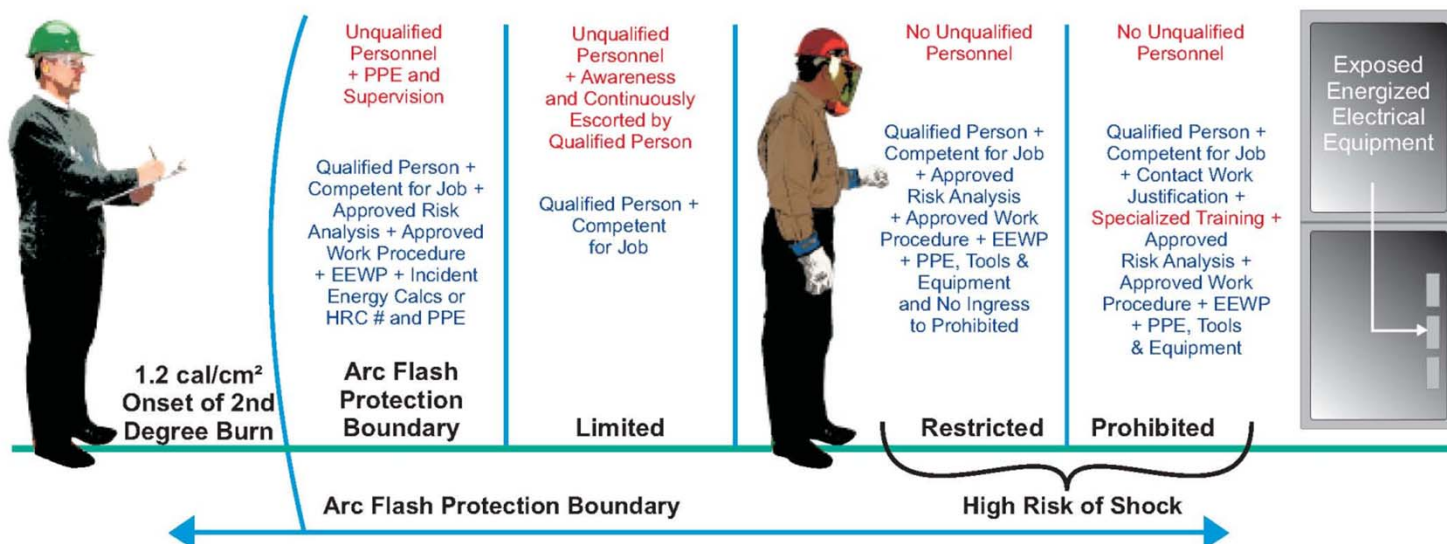 Unqualified
Personnel
+ PPE and
Supervision
Qualified Person +
Competent for Job +
Approved Risk
Analysis + Approved
Work Procedure
+ EEWP + Incident
Energy Calcs or
HRC # and PPE
Unqualified
Personnel
+ Awareness
and Continuously
Escorted by
Qualified Person
Qualified Person +
Competent
for Job
No Unqualified
Personnel
Qualified Person +
Competent for Job
+ Approved
Risk Analysis
+ Approved Work
Procedure + EEWP
+ PPE, Tools &
Equipment
and No Ingress
to Prohibited
No Unqualified
Personnel
Qualified Person +
Competent for Job
+ Contact Work
Justification +
Specialized Training +
Approved
Risk Analysis +
Approved Work
Procedure + EEWP
+ PPE, Tools
& Equipment
Exposed
Energized
Electrical
Equipment
1.2 cal/cm²
Onset of 2nd
Degree Burn
Arc Flash
Protection
Boundary
Limited
Restricted
Prohibited
Arc Flash Protection Boundary
High Risk of Shock